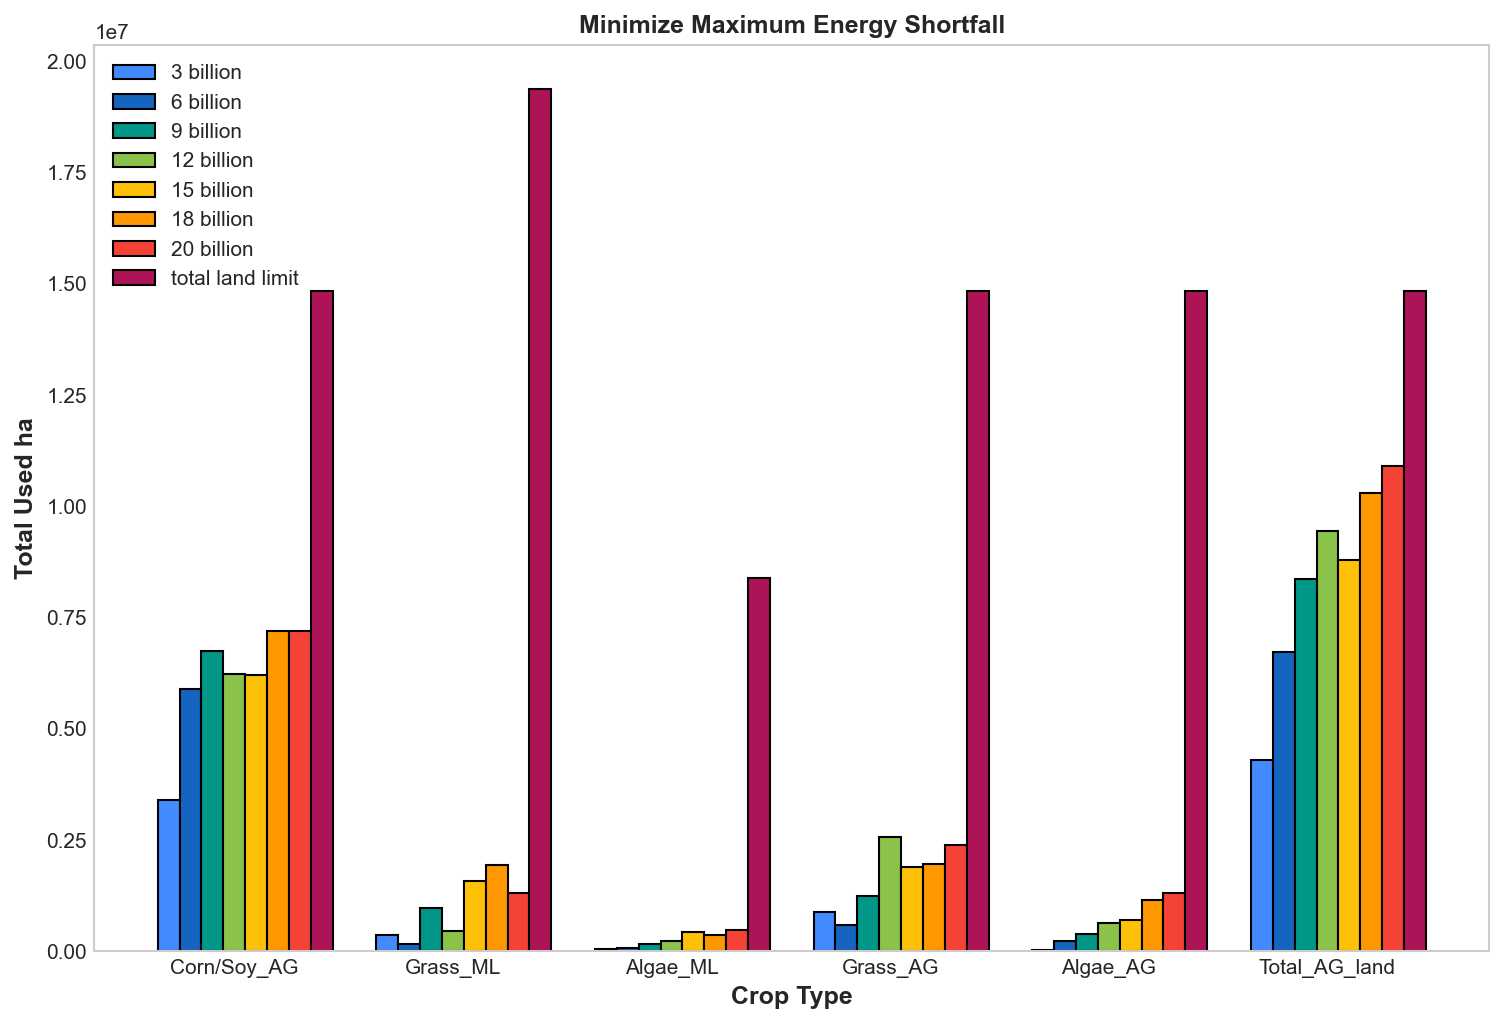 Minimize Maximum Energy Shortfall
1e7
2.00
1.75
1.50
1.25
1.00
0.75
0.50
0.25
0.00
Total Used ha
3 billion
6 billion
9 billion
12 billion
15 billion
18 billion
20 billion
total land limit
Corn/Soy_AG
Grass_ML
Algae_ML
Grass_AG
Algae_AG
Total_AG_land
Crop Type